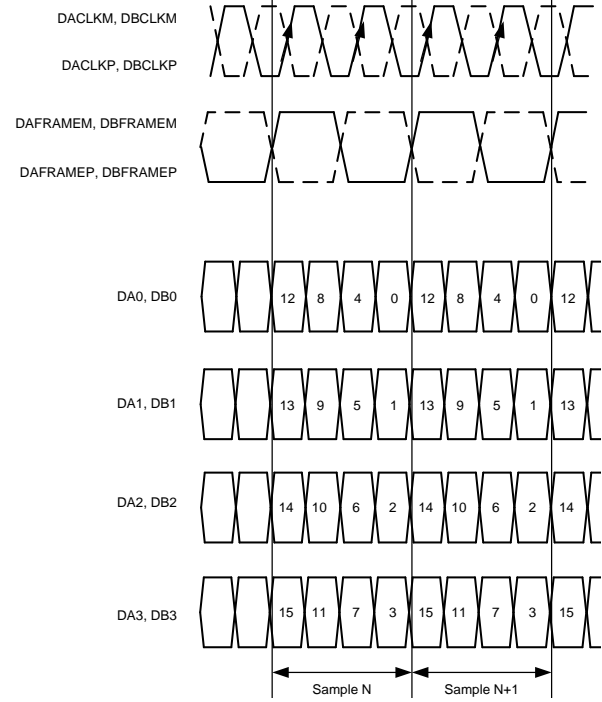 DACLKM, DBCLKM
DACLKP, DBCLKP
DAFRAMEM, DBFRAMEM
DAFRAMEP, DBFRAMEP
DA0, DB0 12 8 4 0 12 8 4 0 12
DA1, DB1 13 9 5 1 13 9 5 1 13
DA2, DB2 14 10 6 2 14 10 6 2 14
DA3, DB3 15 11 7 3 15 11 7 3 15
Sample N Sample N+1